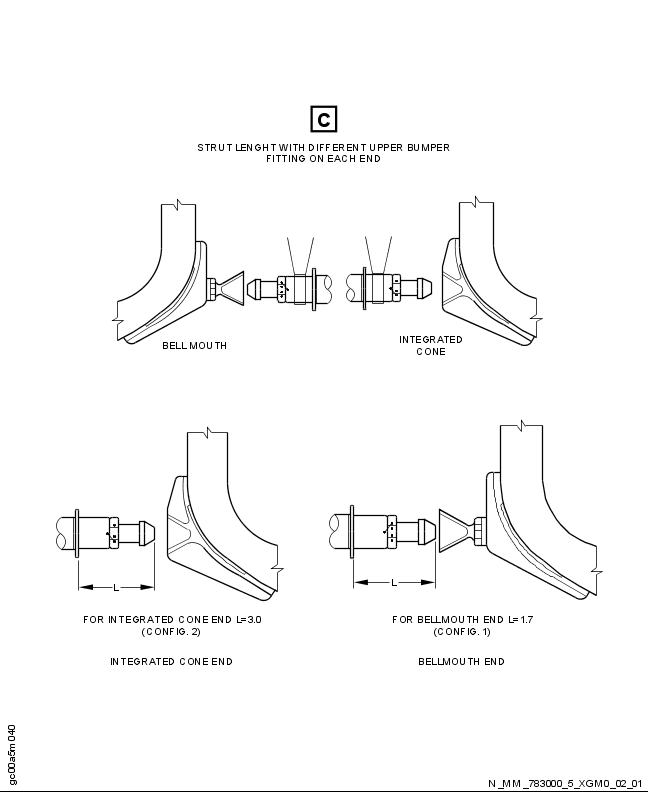 C
STRUT LENGHT WITH DIFFERENT UPPER BUMPER
FITTING ON EACH END
BELL MOUTH
INTEGRATED
CONE
L
L
FOR INTEGRATED CONE END L=3.0
(CONFIG. 2)
FOR BELLMOUTH END L=1.7
(CONFIG. 1)
INTEGRATED CONE END
BELLMOUTH END
gc00a5m040
N_MM_783000_5_XGM0_02_01